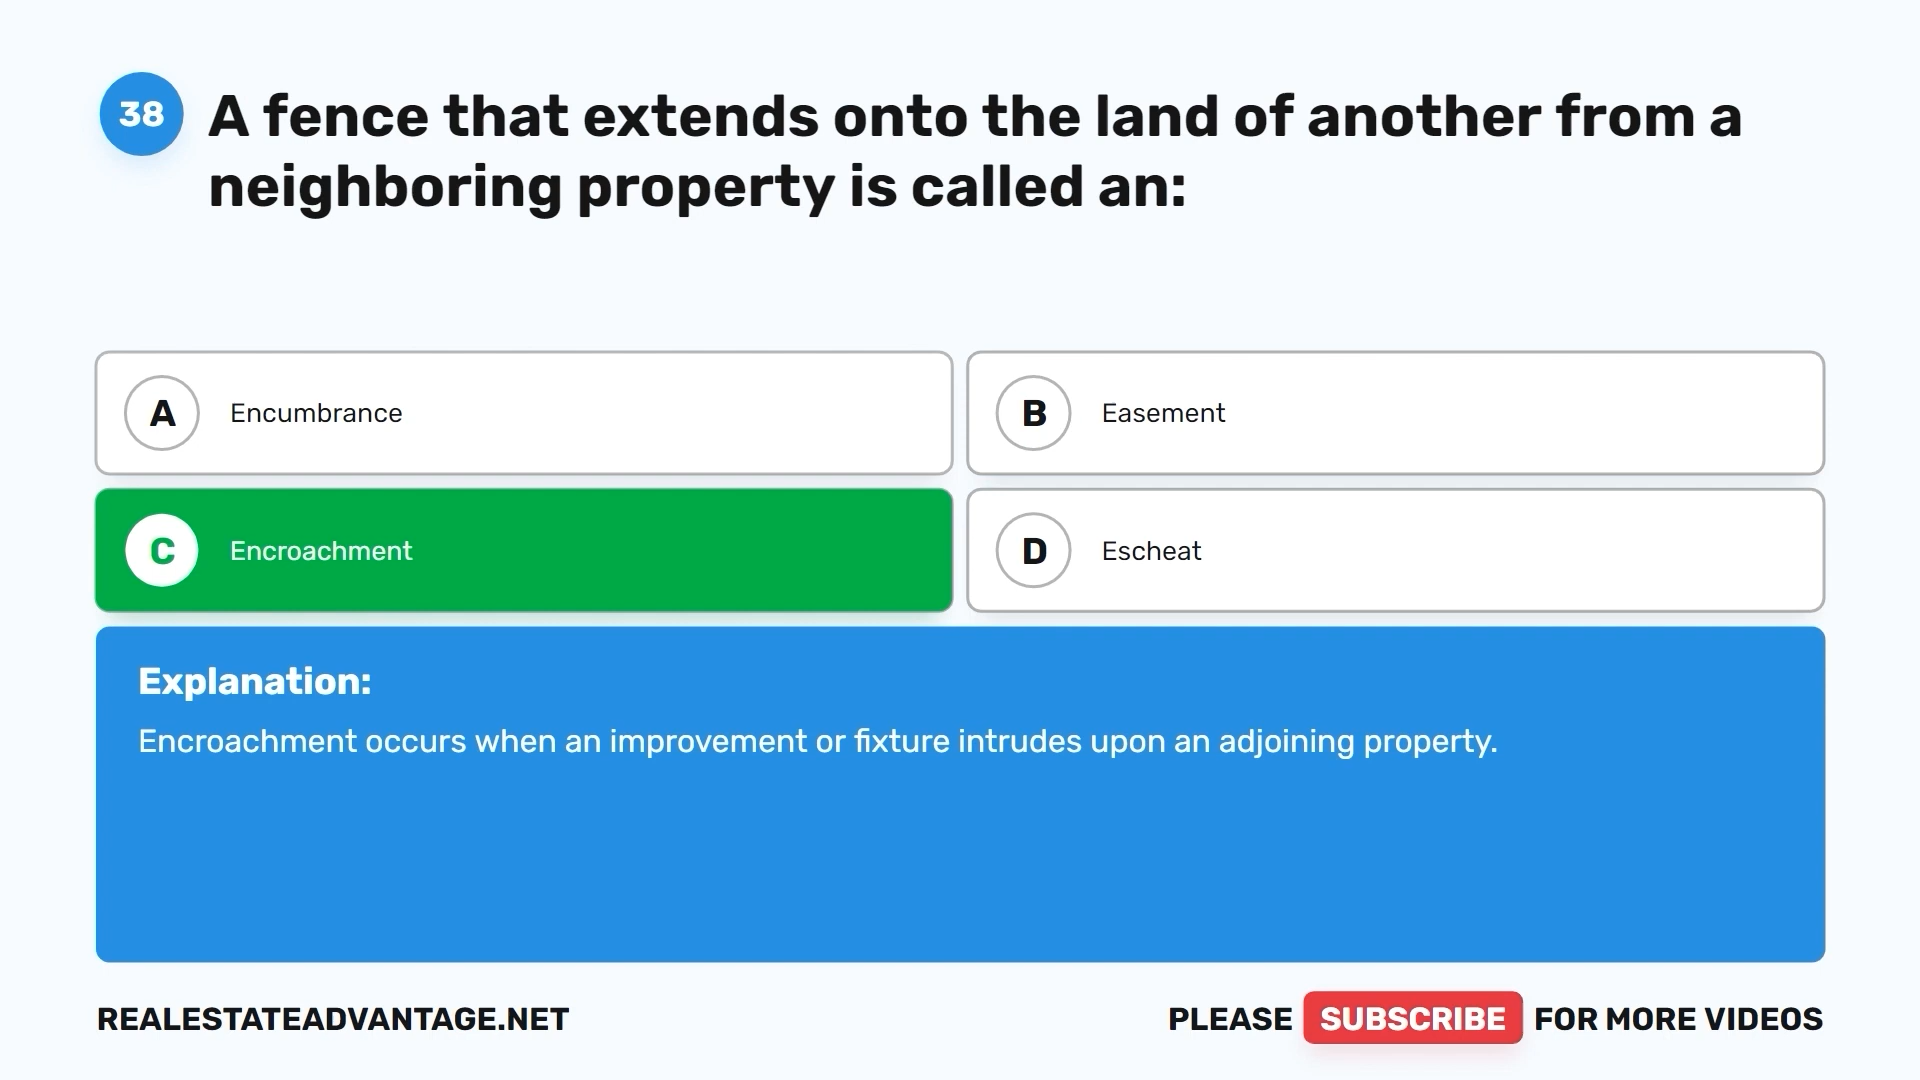 38
A fence that extends onto the land of another from a
neighboring property is called an:
A Encumbrance
B Easement
C Encroachment
D Escheat
Explanation:
Encroachment occurs when an improvement or fixture intrudes upon an adjoining property.
REALESTATEADVANTAGE.NET
PLEASE SUBSCRIBE FOR MORE VIDEOS